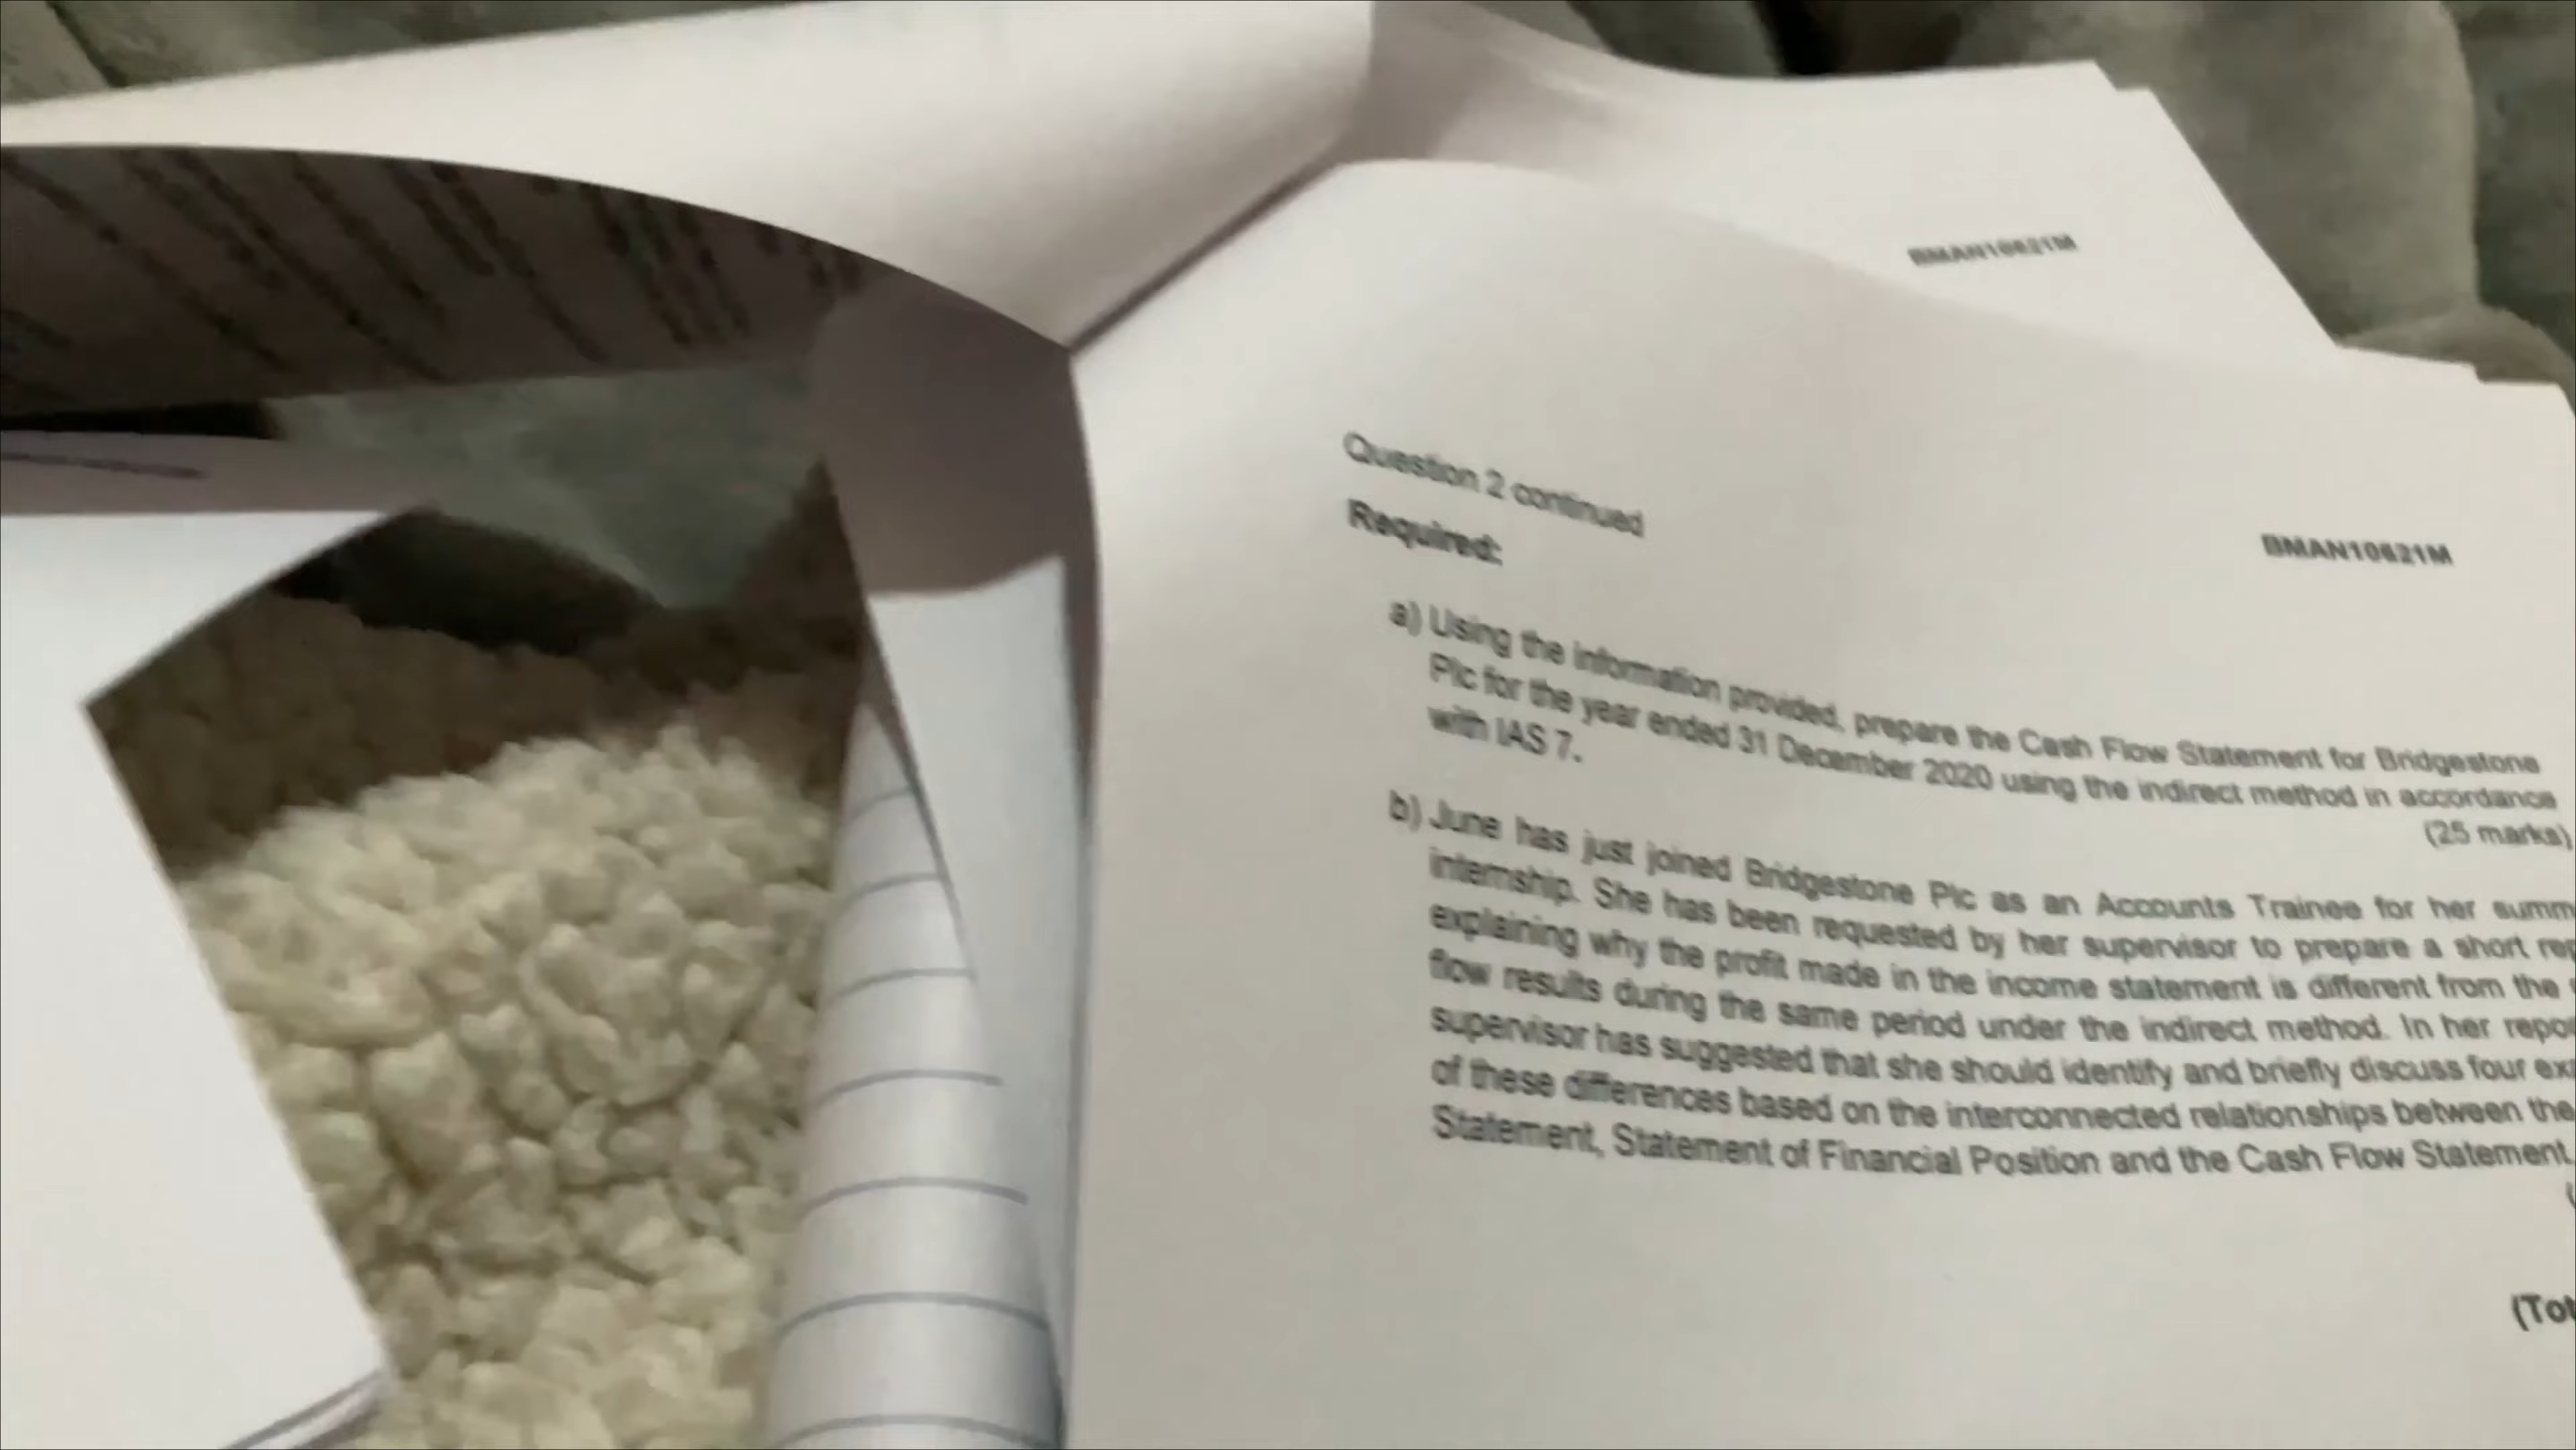 BMAN10621M
BMAN10621M
Question 2 continued
Required:
a) Using the information provided, prepare the Cash Flow Statement for Bridgestone
Plc for the year ended 31 December 2020 using the indirect method in accordance
with IAS 7.
(25 marks)
b) June has just joined Bridgestone Plc as an Accounts Trainee for her summ
internship. She has been requested by her supervisor to prepare a short rep
explaining why the profit made in the income statement is different from the
flow results during the same period under the indirect method. In her repo
supervisor has suggested that she should identify and briefly discuss four ex
of these differences based on the interconnected relationships between the
Statement, Statement of Financial Position and the Cash Flow Statement.
(Tot